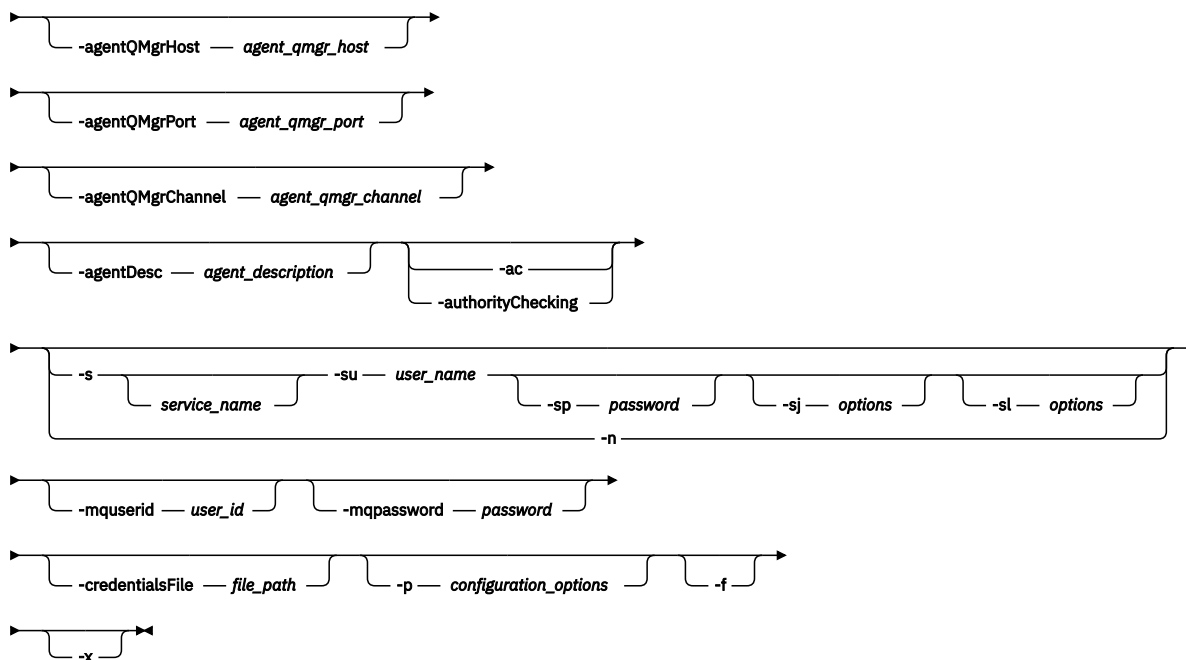 -agentQMgrHost agent_qmgr_host
-agentQMgrPort agent_qmgr_port
-agentQMgrChannel agent_qmgr_channel
-agentDesc agent_description
-ac
-authorityChecking
-s service_name -su user_name -sp password -sj options -sl options
-n
-mquserid user_id -mqpassword password
-credentialsFile file_path -p configuration_options -f
-x